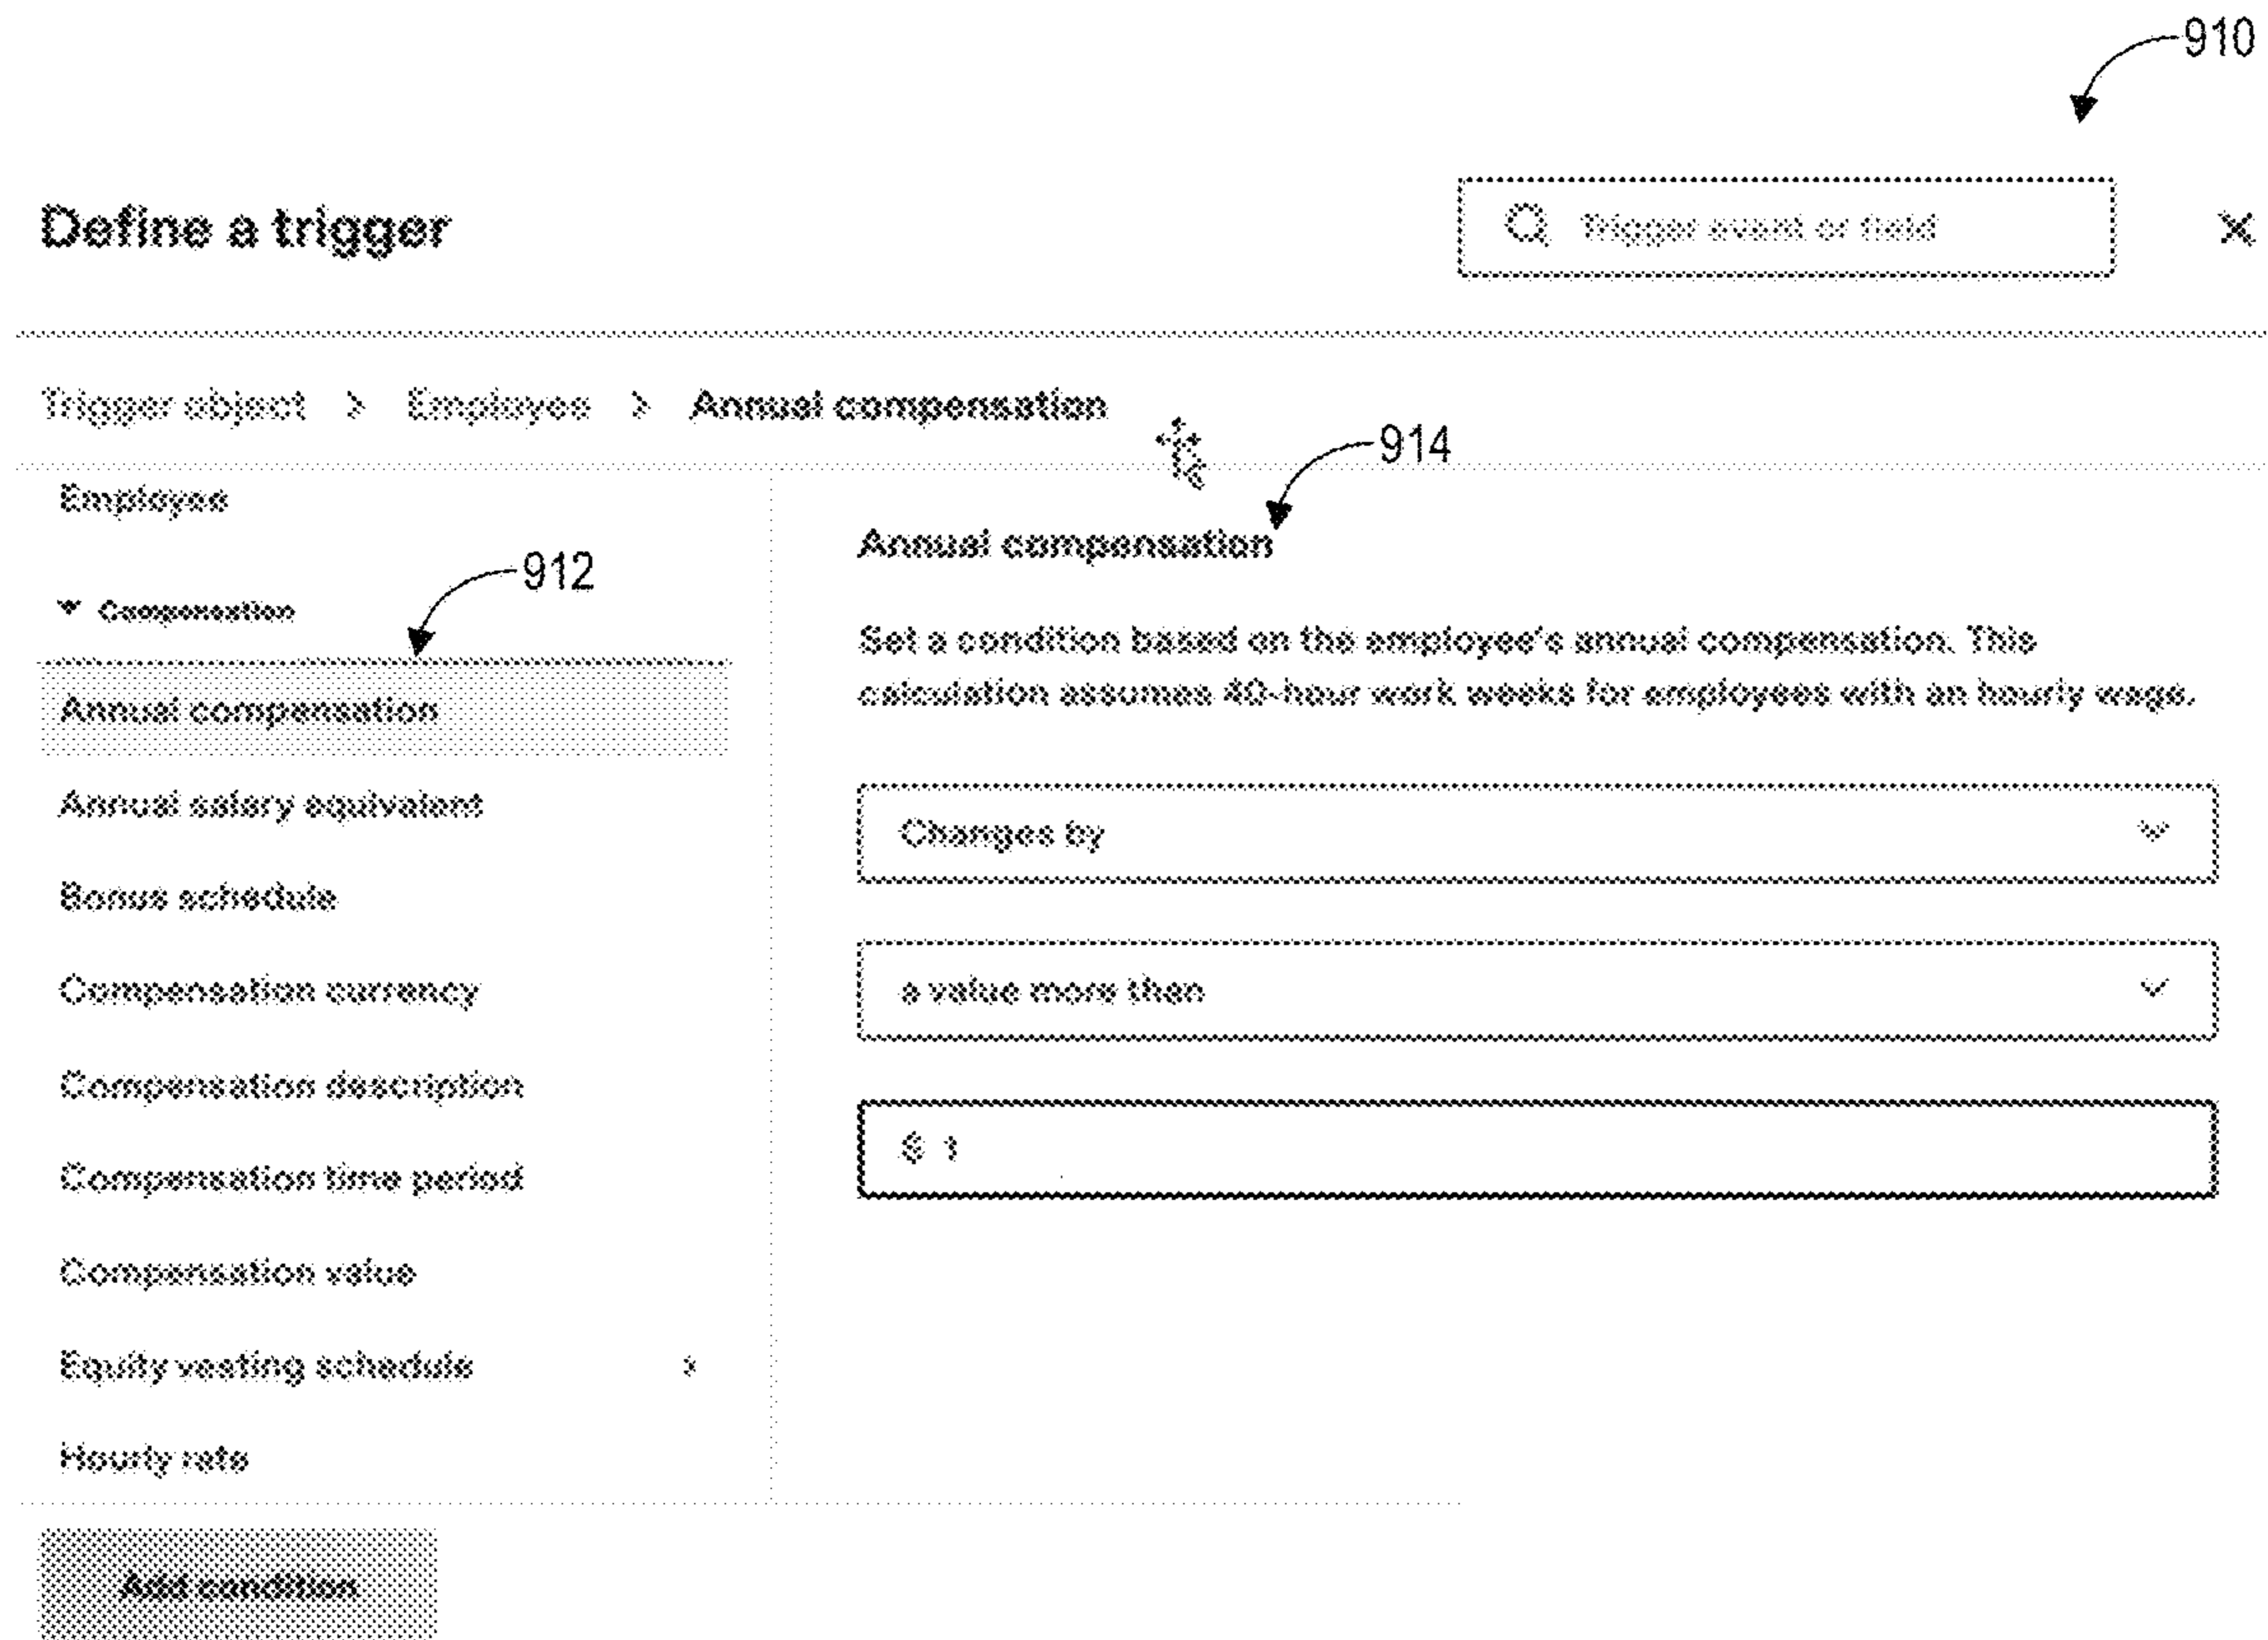 910
Define a trigger
Trigger event or field
Trigger object > Employee > Annual compensation
914
Employee
Annual compensation
912
Compensation
Set a condition based on the employee's annual compensation. This
calculation assumes 40-hour work weeks for employees with an hourly wage.
Annual compensation
Annual salary equivalent
Changes by
Bonus schedule
Compensation currency
a value more than
Compensation description
Compensation time period
$ 1
Compensation value
Equity vesting schedule
Hourly rate
Add condition